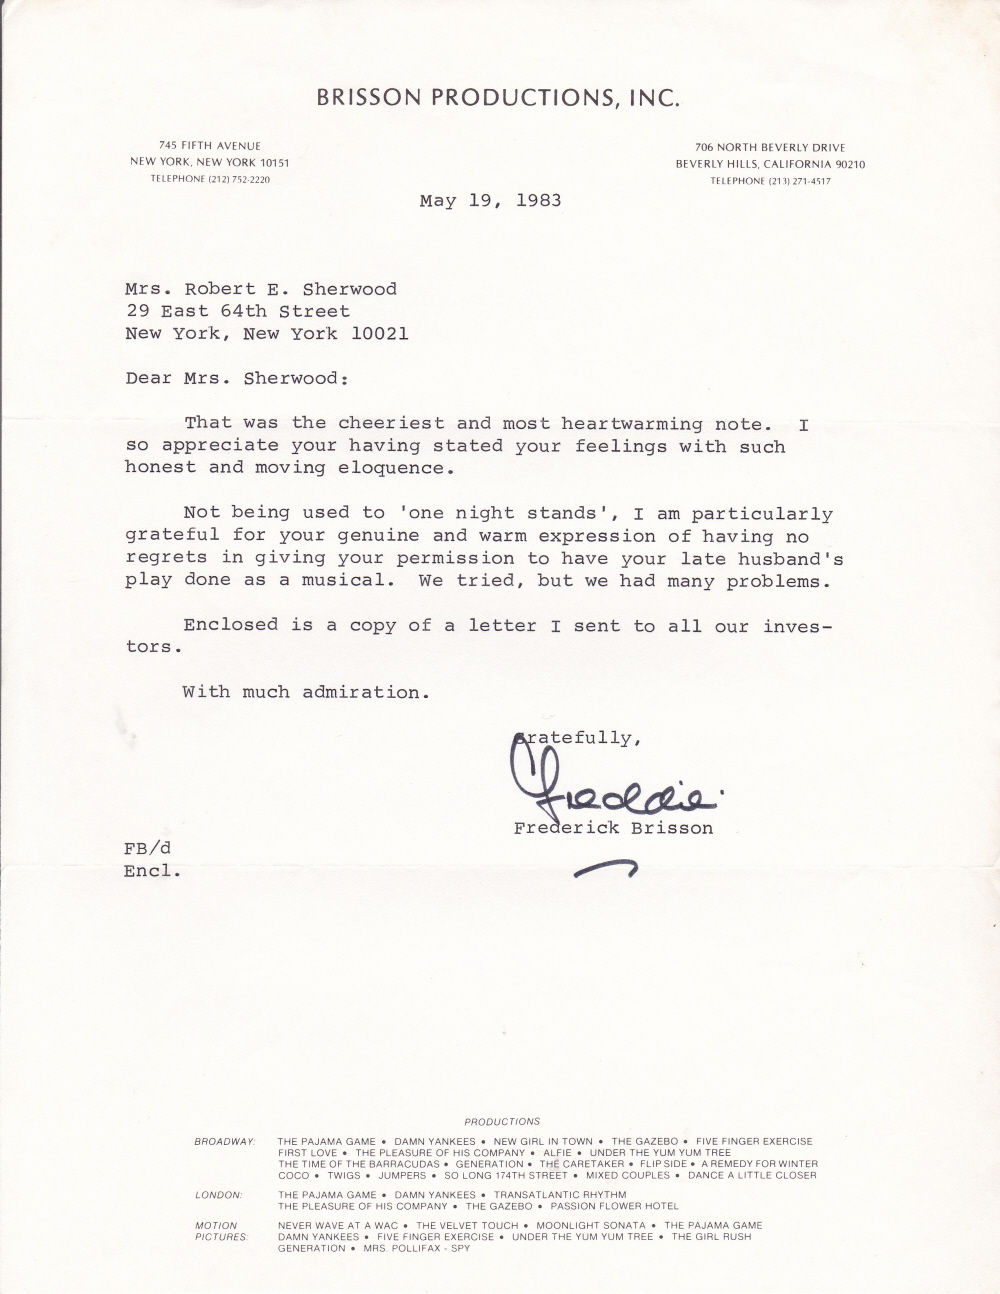 BRISSON PRODUCTIONS, INC.
745 FIFTH AVENUE
NEW YORK, NEW YORK 10151
TELEPHONE (212) 752-2220
706 NORTH BEVERLY DRIVE
BEVERLY HILLS, CALIFORNIA 90210
TELEPHONE (213) 271-4517
May 19, 1983
Mrs. Robert E. Sherwood
29 East 64th Street
New York, New York 10021
Dear Mrs. Sherwood:
That was the cheeriest and most heartwarming note. I
so appreciate your having stated your feelings with such
honest and moving eloquence.
Not being used to 'one night stands', I am particularly
grateful for your genuine and warm expression of having no
regrets in giving your permission to have your late husband's
play done as a musical. We tried, but we had many problems.
Enclosed is a copy of a letter I sent to all our inves-
tors.
With much admiration.
Gratefully,
Freddie
Frederick Brisson
FB/d
Encl.
PRODUCTIONS
BROADWAY: THE PAJAMA GAME • DAMN YANKEES • NEW GIRL IN TOWN • THE GAZEBO • FIVE FINGER EXERCISE
FIRST LOVE • THE PLEASURE OF HIS COMPANY • ALFIE • UNDER THE YUM YUM TREE
THE TIME OF THE BARRACUDAS • GENERATION • THE CARETAKER • FLIP SIDE • A REMEDY FOR WINTER
COCO • TWIGS • JUMPERS • SO LONG 174TH STREET • MIXED COUPLES • DANCE A LITTLE CLOSER
LONDON: THE PAJAMA GAME • DAMN YANKEES • TRANSATLANTIC RHYTHM
THE PLEASURE OF HIS COMPANY • THE GAZEBO • PASSION FLOWER HOTEL
MOTION NEVER WAVE AT A WAC • THE VELVET TOUCH • MOONLIGHT SONATA • THE PAJAMA GAME
PICTURES: DAMN YANKEES • FIVE FINGER EXERCISE • UNDER THE YUM YUM TREE • THE GIRL RUSH
GENERATION • MRS. POLLIFAX - SPY